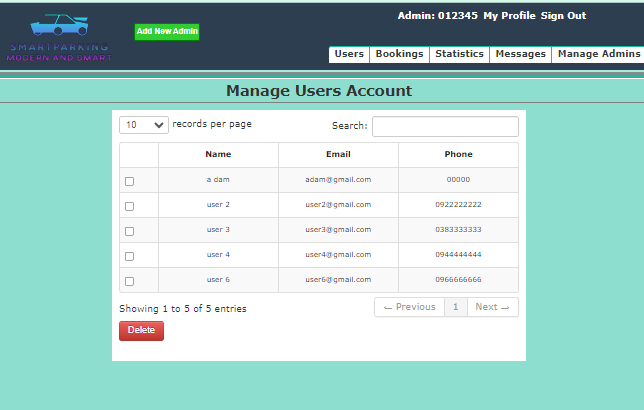 Admin: 012345 My Profile Sign Out
Add New Admin
SMARTPARKING
MODERN AND SMART
Users Bookings Statistics Messages Manage Admins
Manage Users Account
10 records per page Search:
Name Email Phone
a dam adam@gmail.com 00000
user 2 user2@gmail.com 0922222222
user 3 user3@gmail.com 0383333333
user 4 user4@gmail.com 0944444444
user 6 user6@gmail.com 0966666666
Showing 1 to 5 of 5 entries ← Previous 1 Next →
Delete